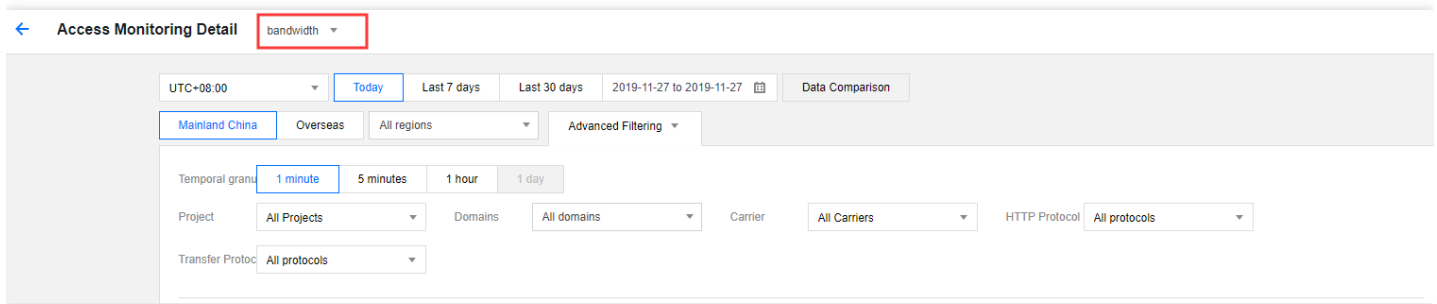 Access Monitoring Detail bandwidth
UTC+08:00 Today Last 7 days Last 30 days 2019-11-27 to 2019-11-27 Data Comparison
Mainland China Overseas All regions Advanced Filtering
Temporal granu 1 minute 5 minutes 1 hour 1 day
Project All Projects Domains All domains Carrier All Carriers HTTP Protocol All protocols
Transfer Protoc All protocols